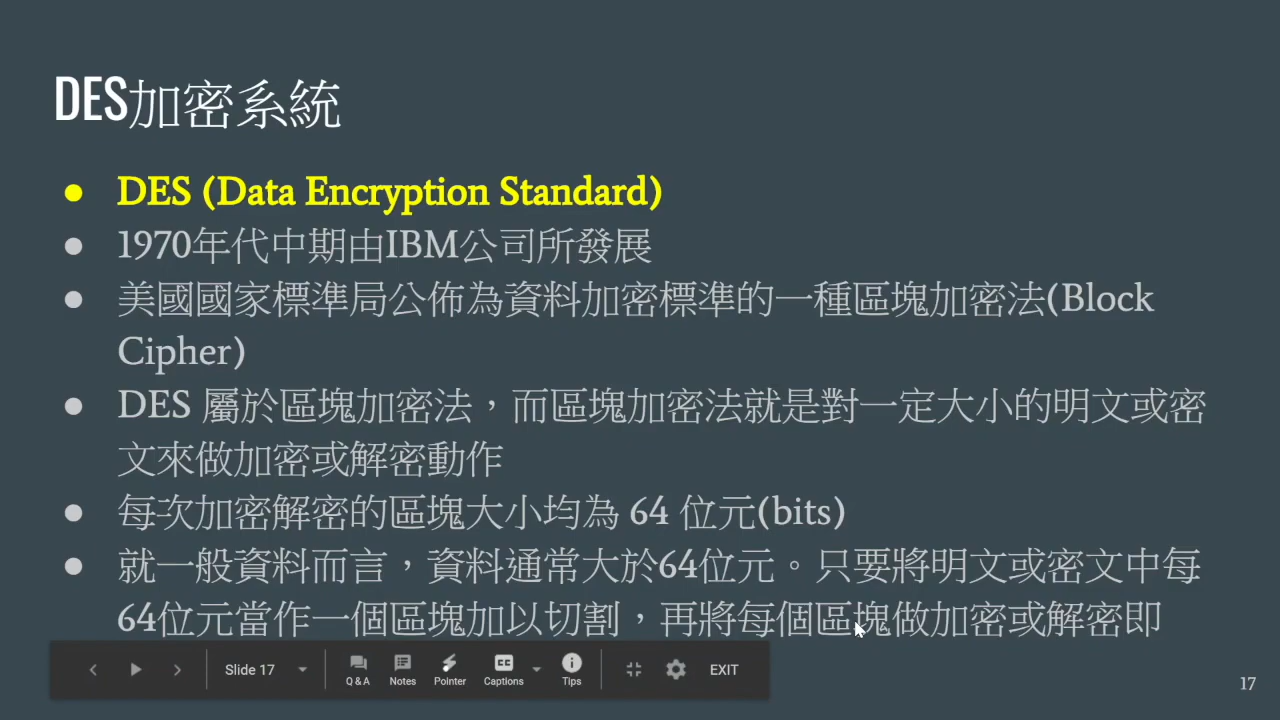 DES加密系統
● DES (Data Encryption Standard)
● 1970年代中期由IBM公司所發展
● 美國國家標準局公佈為資料加密標準的一種區塊加密法(Block
Cipher)
● DES 屬於區塊加密法，而區塊加密法就是對一定大小的明文或密
文來做加密或解密動作
● 每次加密解密的區塊大小均為 64 位元(bits)
● 就一般資料而言，資料通常大於64位元。只要將明文或密文中每
64位元當作一個區塊加以切割，再將每個區塊做加密或解密即
Slide 17
Q & A
Notes
Pointer
CC
Captions
Tips
EXIT
17